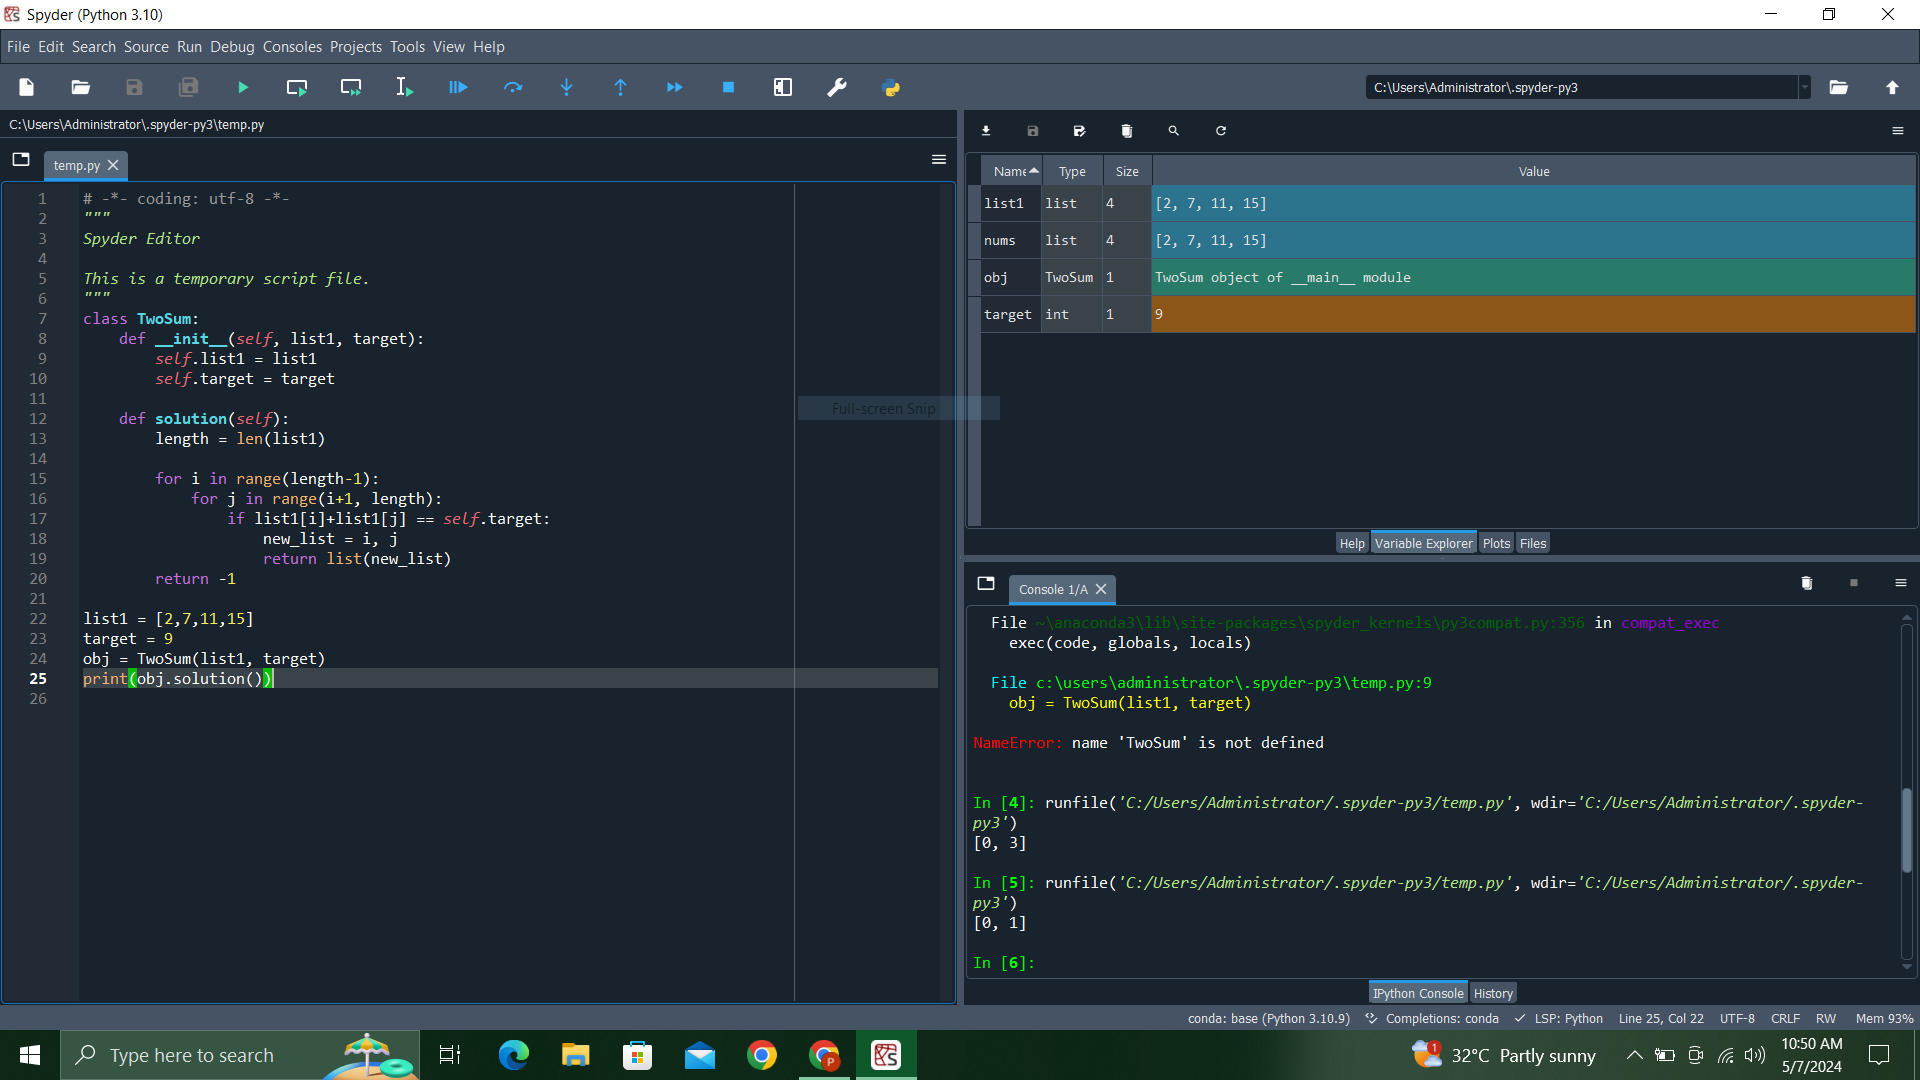 Spyder (Python 3.10)
File Edit Search Source Run Debug Consoles Projects Tools View Help
C:\Users\Administrator\.spyder-py3
C:\Users\Administrator\.spyder-py3\temp.py
temp.py
1 # -*- coding: utf-8 -*-
2 """
3 Spyder Editor
4
5 This is a temporary script file.
6 """
7 class TwoSum:
8     def __init__(self, list1, target):
9         self.list1 = list1
10         self.target = target
11
12     def solution(self):
13         length = len(list1)
14
15         for i in range(length-1):
16             for j in range(i+1, length):
17                 if list1[i]+list1[j] == self.target:
18                     new_list = i, j
19                     return list(new_list)
20         return -1
21
22 list1 = [2,7,11,15]
23 target = 9
24 obj = TwoSum(list1, target)
25 print(obj.solution())
26
Full-screen Snip
Name Type Size Value
list1 list 4 [2, 7, 11, 15]
nums list 4 [2, 7, 11, 15]
obj TwoSum 1 TwoSum object of __main__ module
target int 1 9
Help Variable Explorer Plots Files
Console 1/A
File ~\anaconda3\lib\site-packages\spyder_kernels\py3compat.py:356 in compat_exec
exec(code, globals, locals)
File c:\users\administrator\.spyder-py3\temp.py:9
obj = TwoSum(list1, target)
NameError: name 'TwoSum' is not defined
In [4]: runfile('C:/Users/Administrator/.spyder-py3/temp.py', wdir='C:/Users/Administrator/.spyder-
py3')
[0, 3]
In [5]: runfile('C:/Users/Administrator/.spyder-py3/temp.py', wdir='C:/Users/Administrator/.spyder-
py3')
[0, 1]
In [6]:
IPython Console History
conda: base (Python 3.10.9) Completions: conda LSP: Python Line 25, Col 22 UTF-8 CRLF RW Mem 93%
Type here to search
1
32°C Partly sunny
10:50 AM
5/7/2024